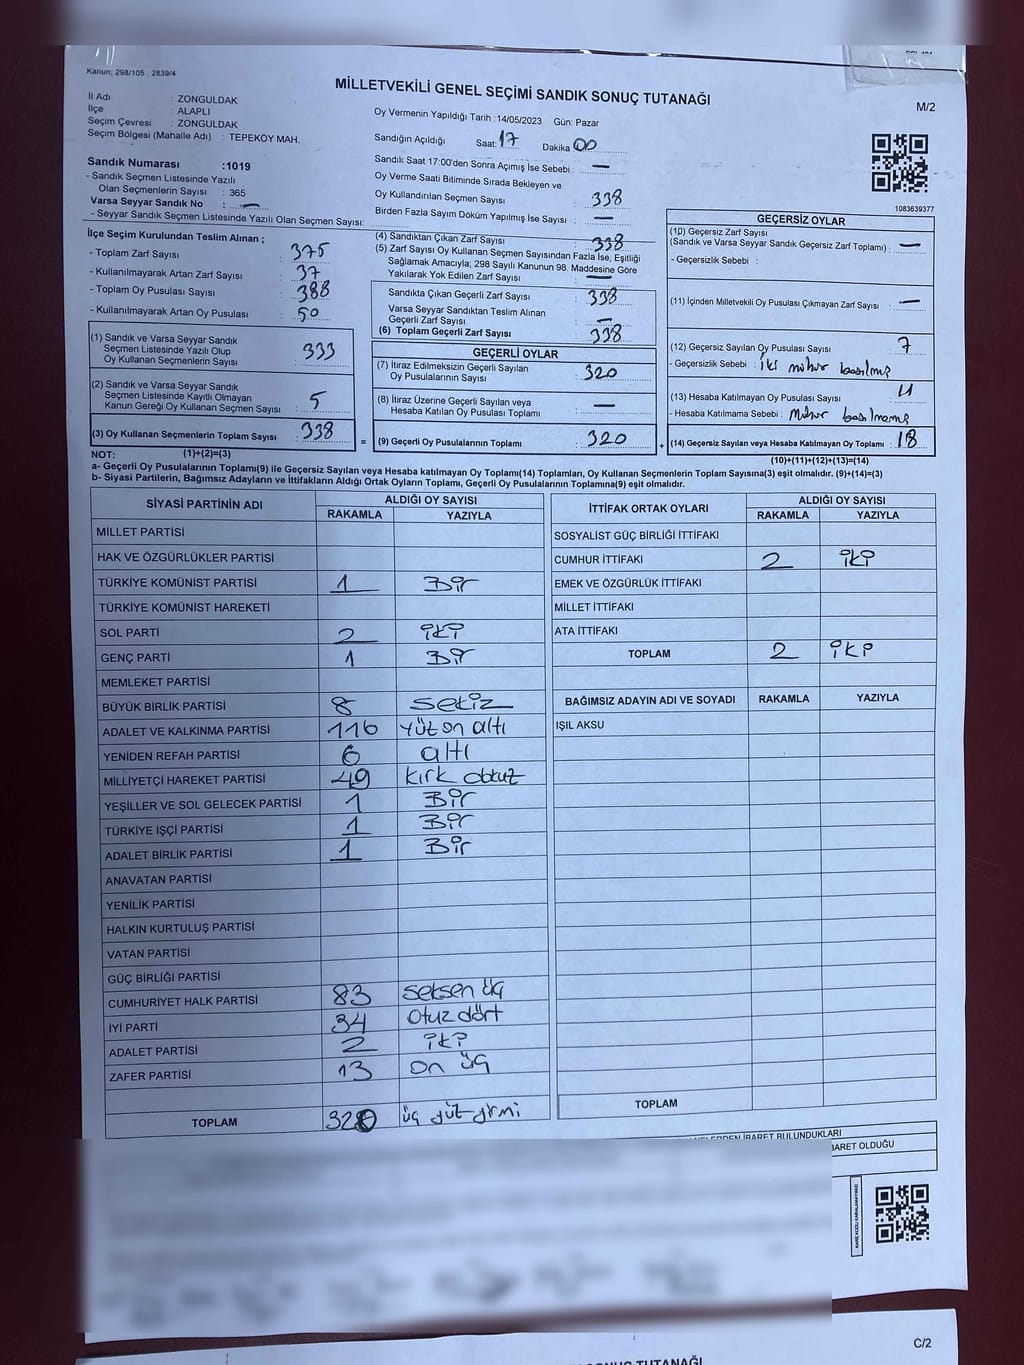 Kanun; 298/105 , 2839/4
MİLLETVEKİLİ GENEL SEÇİMİ SANDIK SONUÇ TUTANAĞI
M/2
İl Adı : ZONGULDAK
İlçe : ALAPLI
Seçim Çevresi : ZONGULDAK
Seçim Bölgesi (Mahalle Adı) : TEPEKÖY MAH.
Sandık Numarası :1019
- Sandık Seçmen Listesinde Yazılı
Olan Seçmenlerin Sayısı : 365
Varsa Seyyar Sandık No : —
- Seyyar Sandık Seçmen Listesinde Yazılı Olan Seçmen Sayısı:
Oy Vermenin Yapıldığı Tarih :14/05/2023 Gün: Pazar
Sandığın Açıldığı Saat: 17 Dakika 00
Sandık Saat 17:00'den Sonra Açımış İse Sebebi : —
Oy Verme Saati Bitiminde Sırada Bekleyen ve
Oy Kullandırılan Seçmen Sayısı : 338
Birden Fazla Sayım Döküm Yapılmış İse Sayısı : —
1083639377
İlçe Seçim Kurulundan Teslim Alınan ;
- Toplam Zarf Sayısı : 375
- Kullanılmayarak Artan Zarf Sayısı : 37
- Toplam Oy Pusulası Sayısı : 388
- Kullanılmayarak Artan Oy Pusulası : 50
(4) Sandıktan Çıkan Zarf Sayısı : 338
(5) Zarf Sayısı Oy Kullanan Seçmen Sayısından Fazla İse, Eşitliği
Sağlamak Amacıyla, 298 Sayılı Kanunun 98. Maddesine Göre
Yakılarak Yok Edilen Zarf Sayısı : —
Sandıkta Çıkan Geçerli Zarf Sayısı : 338
Varsa Seyyar Sandıktan Teslim Alınan
Geçerli Zarf Sayısı : —
(6) Toplam Geçerli Zarf Sayısı : 338
GEÇERSİZ OYLAR
(10) Geçersiz Zarf Sayısı
(Sandık ve Varsa Seyyar Sandık Geçersiz Zarf Toplamı) : —
- Geçersizlik Sebebi :
(11) İçinden Milletvekili Oy Pusulası Çıkmayan Zarf Sayısı : —
(12) Geçersiz Sayılan Oy Pusulası Sayısı : 7
- Geçersizlik Sebebi : iki mühür basılmış
(13) Hesaba Katılmayan Oy Pusulası Sayısı : 11
- Hesaba Katılmama Sebebi : Mühür basılmamış
(14) Geçersiz Sayılan veya Hesaba Katılmayan Oy Toplamı : 18
(10)+(11)+(12)+(13)=(14)
(1) Sandık ve Varsa Seyyar Sandık
Seçmen Listesinde Yazılı Olup
Oy Kullanan Seçmenlerin Sayısı : 333
(2) Sandık ve Varsa Seyyar Sandık
Seçmen Listesinde Kayıtlı Olmayan
Kanun Gereği Oy Kullanan Seçmen Sayısı : 5
(3) Oy Kullanan Seçmenlerin Toplam Sayısı : 338
(1)+(2)=(3)
GEÇERLİ OYLAR
(7) İtiraz Edilmeksizin Geçerli Sayılan
Oy Pusulalarının Sayısı : 320
(8) İtiraz Üzerine Geçerli Sayılan veya
Hesaba Katılan Oy Pusulası Toplamı : —
= (9) Geçerli Oy Pusulalarının Toplamı : 320 +
NOT:
a- Geçerli Oy Pusulalarının Toplamı(9) ile Geçersiz Sayılan veya Hesaba katılmayan Oy Toplamı(14) Toplamları, Oy Kullanan Seçmenlerin Toplam Sayısına(3) eşit olmalıdır. (9)+(14)=(3)
b- Siyasi Partilerin, Bağımsız Adayların ve İttifakların Aldığı Ortak Oyların Toplamı, Geçerli Oy Pusulalarının Toplamına(9) eşit olmalıdır.
SİYASİ PARTİNİN ADI ALDIĞI OY SAYISI
RAKAMLA YAZIYLA
MİLLET PARTİSİ
HAK VE ÖZGÜRLÜKLER PARTİSİ
TÜRKİYE KOMÜNİST PARTİSİ 1 Bir
TÜRKİYE KOMÜNİST HAREKETİ
SOL PARTİ 2 iki
GENÇ PARTİ 1 Bir
MEMLEKET PARTİSİ
BÜYÜK BİRLİK PARTİSİ 8 sekiz
ADALET VE KALKINMA PARTİSİ 116 yüz on altı
YENİDEN REFAH PARTİSİ 6 altı
MİLLİYETÇİ HAREKET PARTİSİ 49 kırk dokuz
YEŞİLLER VE SOL GELECEK PARTİSİ 1 Bir
TÜRKİYE İŞÇİ PARTİSİ 1 Bir
ADALET BİRLİK PARTİSİ 1 Bir
ANAVATAN PARTİSİ
YENİLİK PARTİSİ
HALKIN KURTULUŞ PARTİSİ
VATAN PARTİSİ
GÜÇ BİRLİĞİ PARTİSİ
CUMHURİYET HALK PARTİSİ 83 seksen üç
İYİ PARTİ 34 otuz dört
ADALET PARTİSİ 2 iki
ZAFER PARTİSİ 13 on üç
TOPLAM 320 üç yüz yirmi
İTTİFAK ORTAK OYLARI ALDIĞI OY SAYISI
RAKAMLA YAZIYLA
SOSYALİST GÜÇ BİRLİĞİ İTTİFAKI
CUMHUR İTTİFAKI 2 iki
EMEK VE ÖZGÜRLÜK İTTİFAKI
MİLLET İTTİFAKI
ATA İTTİFAKI
TOPLAM 2 iki
BAĞIMSIZ ADAYIN ADI VE SOYADI RAKAMLA YAZIYLA
IŞIL AKSU
TOPLAM
İBARET BULUNDUKLARI
BARET OLDUĞU
C/2
SONUÇ TUTANAĞI